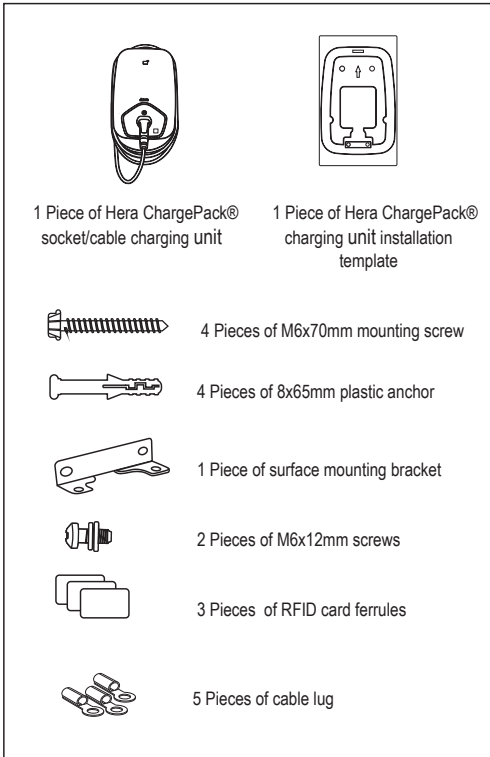 1 Piece of Hera ChargePack®
socket/cable charging unit
1 Piece of Hera ChargePack®
charging unit installation
template
4 Pieces of M6x70mm mounting screw
4 Pieces of 8x65mm plastic anchor
1 Piece of surface mounting bracket
2 Pieces of M6x12mm screws
3 Pieces of RFID card ferrules
5 Pieces of cable lug